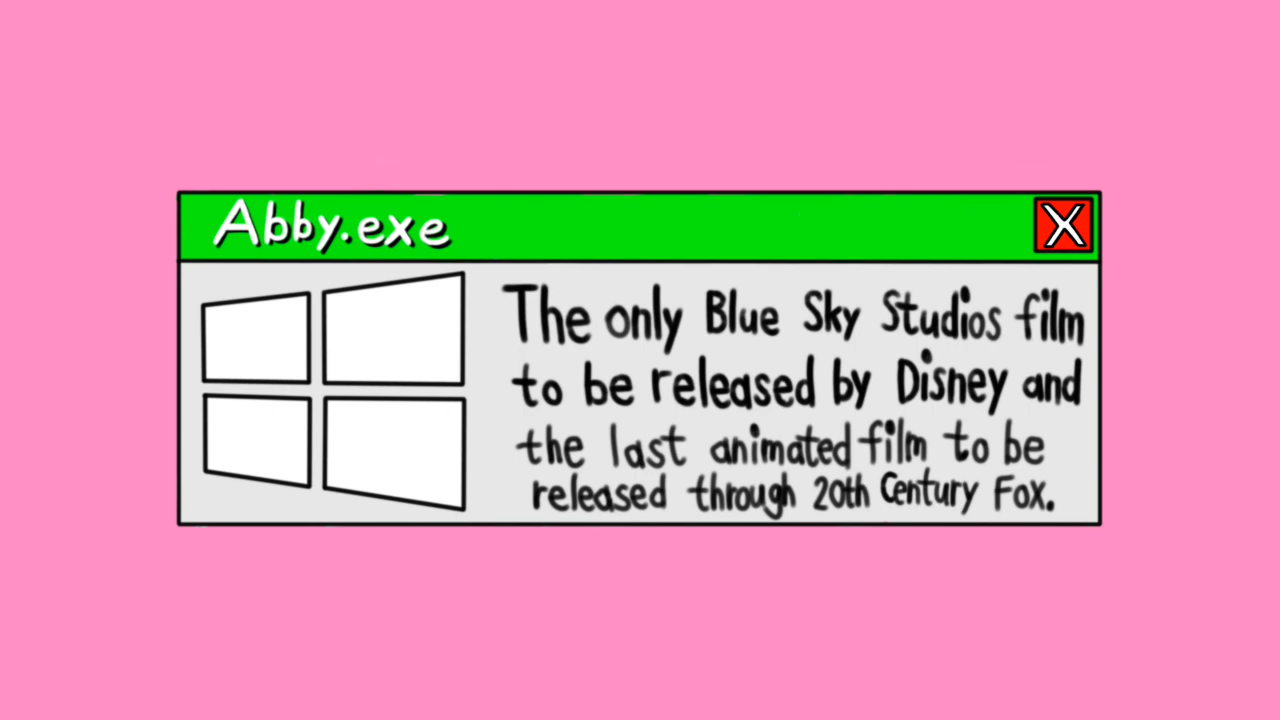 Abby.exe
X
The only Blue Sky Studios film
to be released by Disney and
the last animated film to be
released through 20th Century Fox.